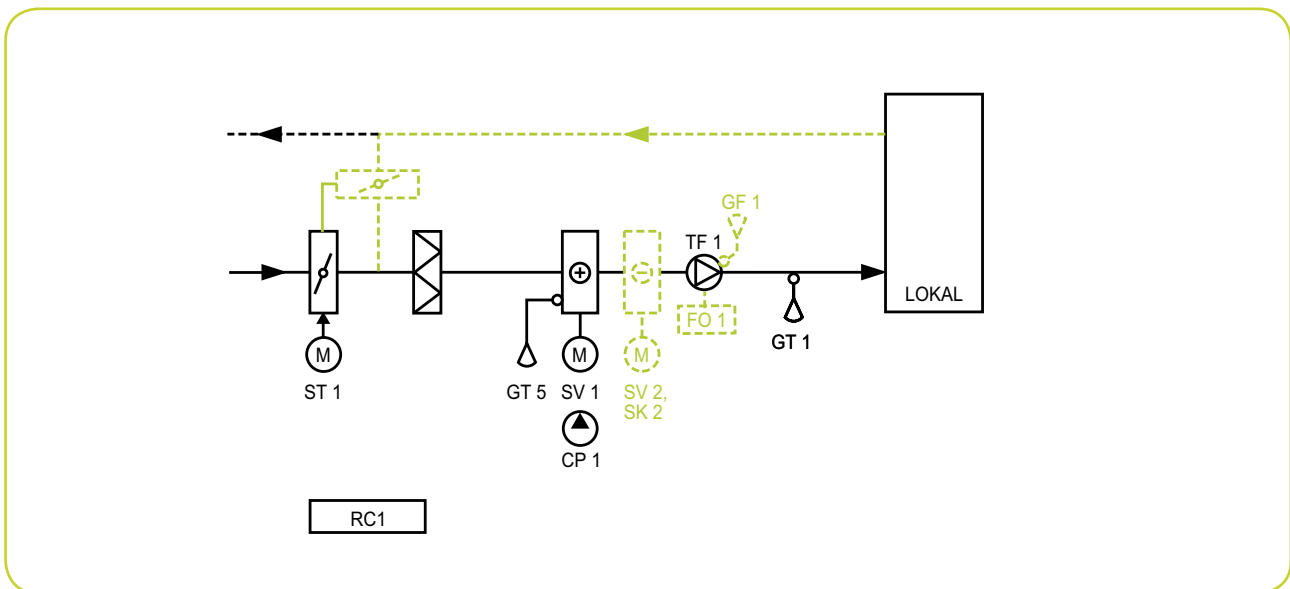 GF 1
TF 1
LOKAL
FO 1
GT 1
M
M
M
ST 1
GT 5
SV 1
SV 2,
SK 2
CP 1
RC1